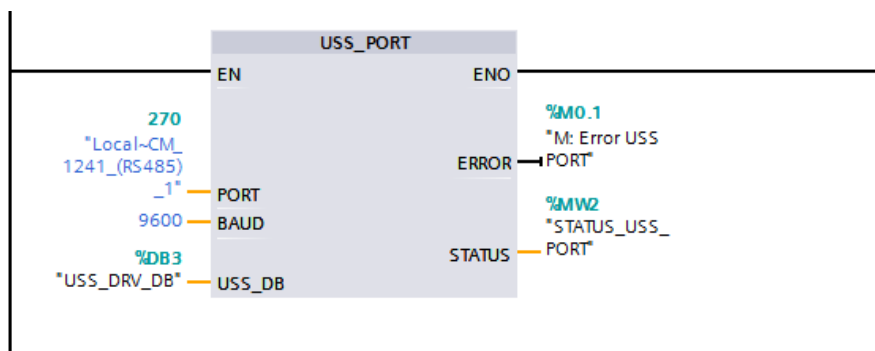 USS_PORT
EN
ENO
270
"Local~CM_
1241_(RS485)
_1"
PORT
9600
BAUD
%DB3
"USS_DRV_DB"
USS_DB
%M0.1
"M: Error USS
PORT"
ERROR
%MW2
"STATUS_USS_
PORT"
STATUS